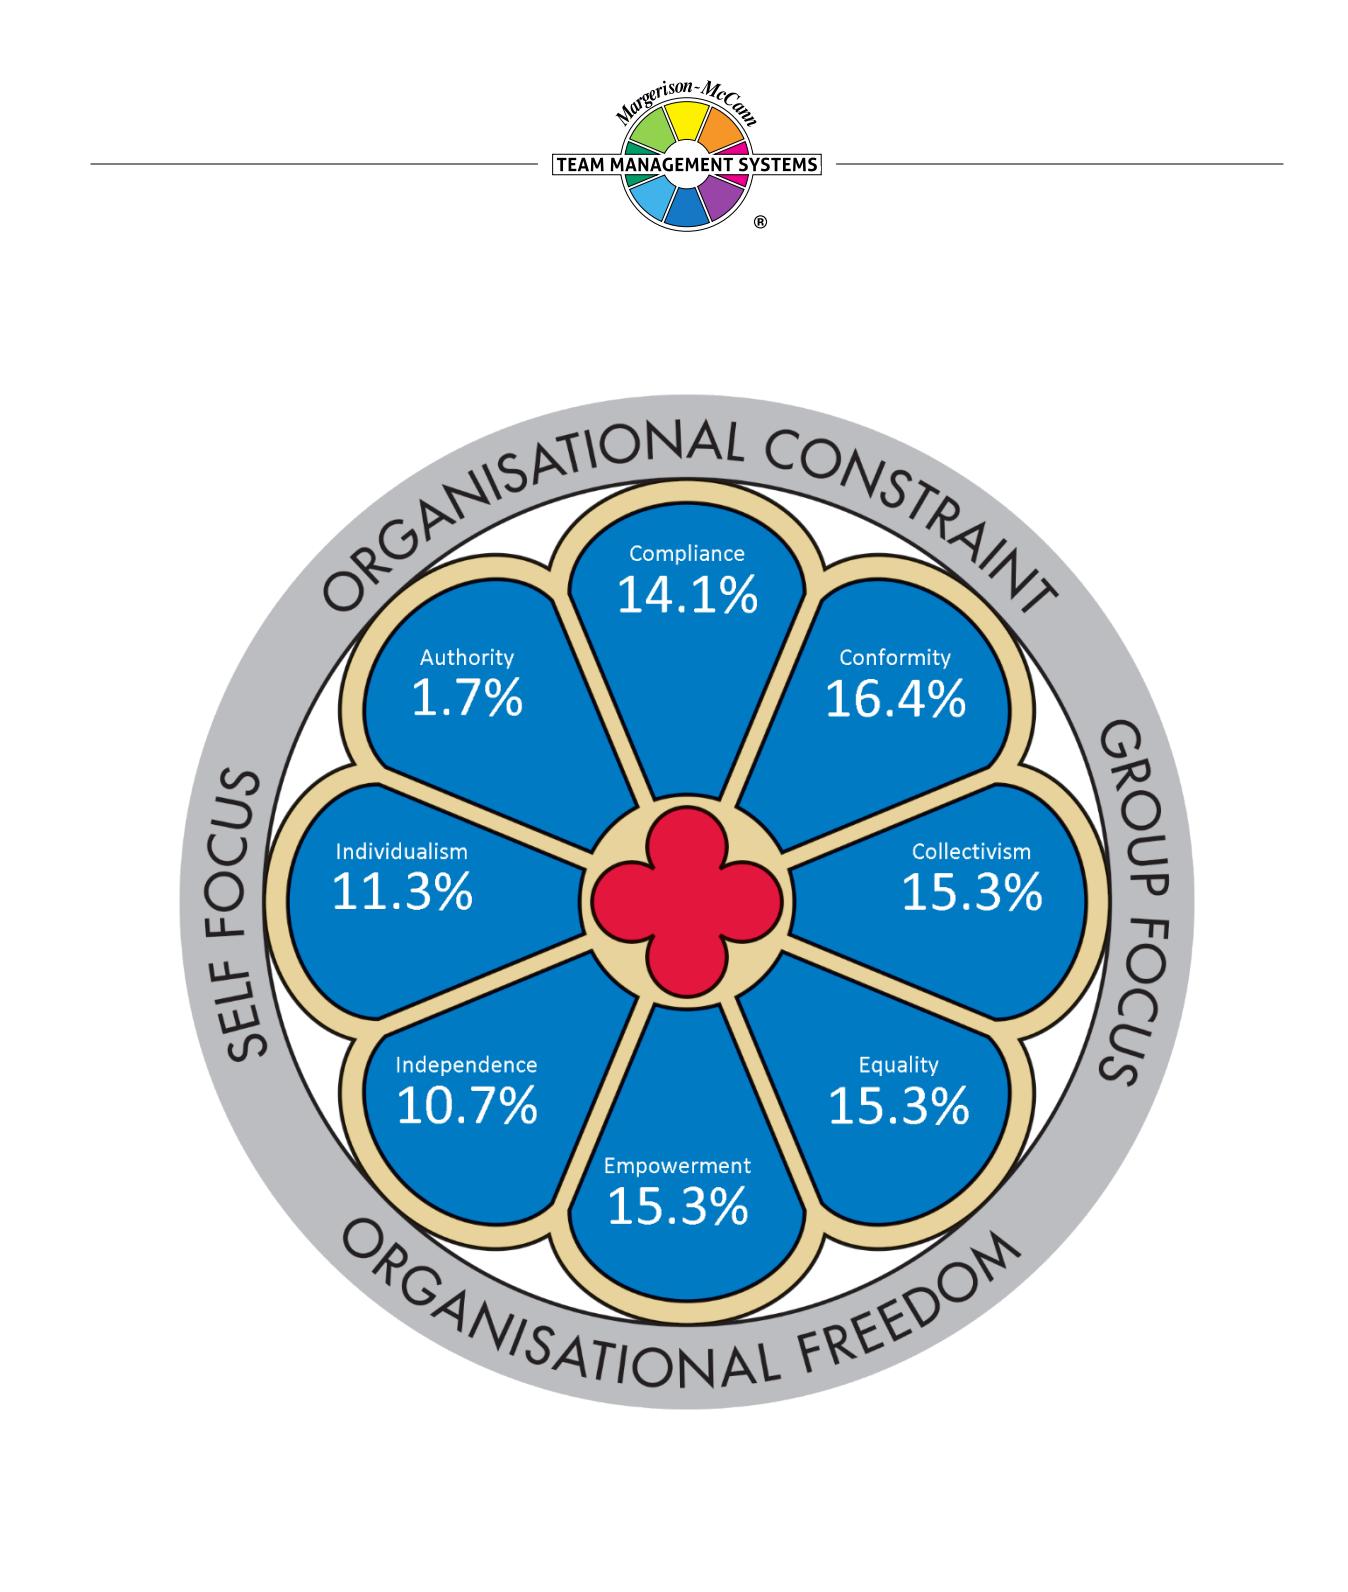 Margerison-McCann
TEAM MANAGEMENT SYSTEMS
®
ORGANISATIONAL CONSTRAINT
Compliance
14.1%
Authority
1.7%
Conformity
16.4%
SELF FOCUS
GROUP FOCUS
Individualism
11.3%
Collectivism
15.3%
Independence
10.7%
Equality
15.3%
Empowerment
15.3%
ORGANISATIONAL FREEDOM